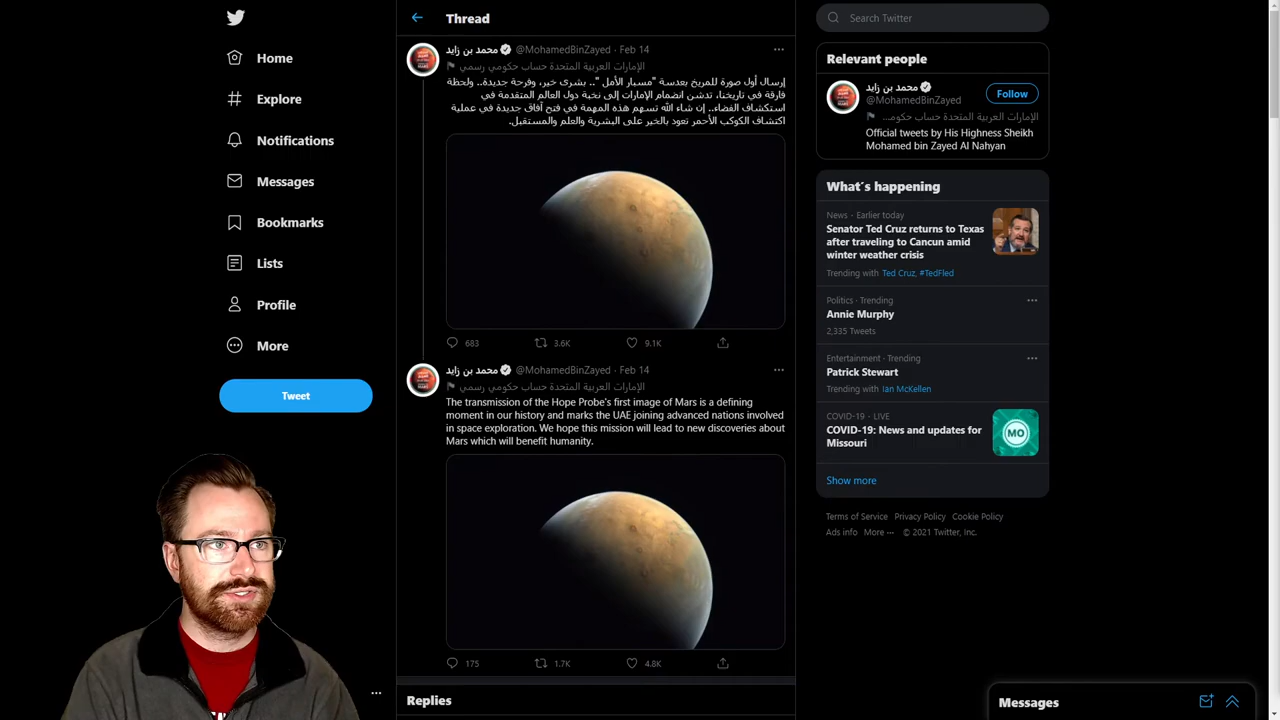 Home
Explore
Notifications
Messages
Bookmarks
Lists
Profile
More
Tweet
Thread
محمد بن زايد @MohamedBinZayed · Feb 14
الإمارات العربية المتحدة حساب حكومي رسمي
إرسال أول صورة للمريخ بعدسة "مسبار الأمل ".. بشرى خير، وفرحة جديدة.. ولحظة
فارقة في تاريخنا، تدشن انضمام الإمارات إلى نخبة دول العالم المتقدمة في
استكشاف الفضاء.. إن شاء الله تسهم هذه المهمة في فتح آفاق جديدة في عملية
اكتشاف الكوكب الأحمر تعود بالخير على البشرية والعلم والمستقبل.
683 3.6K 9.1K
محمد بن زايد @MohamedBinZayed · Feb 14
الإمارات العربية المتحدة حساب حكومي رسمي
The transmission of the Hope Probe's first image of Mars is a defining
moment in our history and marks the UAE joining advanced nations involved
in space exploration. We hope this mission will lead to new discoveries about
Mars which will benefit humanity.
175 1.7K 4.8K
Replies
Search Twitter
Relevant people
محمد بن زايد
@MohamedBinZayed
Follow
الإمارات العربية المتحدة حساب حكومـ...
Official tweets by His Highness Sheikh
Mohamed bin Zayed Al Nahyan
What's happening
News · Earlier today
Senator Ted Cruz returns to Texas
after traveling to Cancun amid
winter weather crisis
Trending with Ted Cruz, #TedFled
Politics · Trending
Annie Murphy
2,335 Tweets
Entertainment · Trending
Patrick Stewart
Trending with Ian McKellen
COVID-19 · LIVE
COVID-19: News and updates for
Missouri
MO
Show more
Terms of Service Privacy Policy Cookie Policy
Ads info More ··· © 2021 Twitter, Inc.
Messages